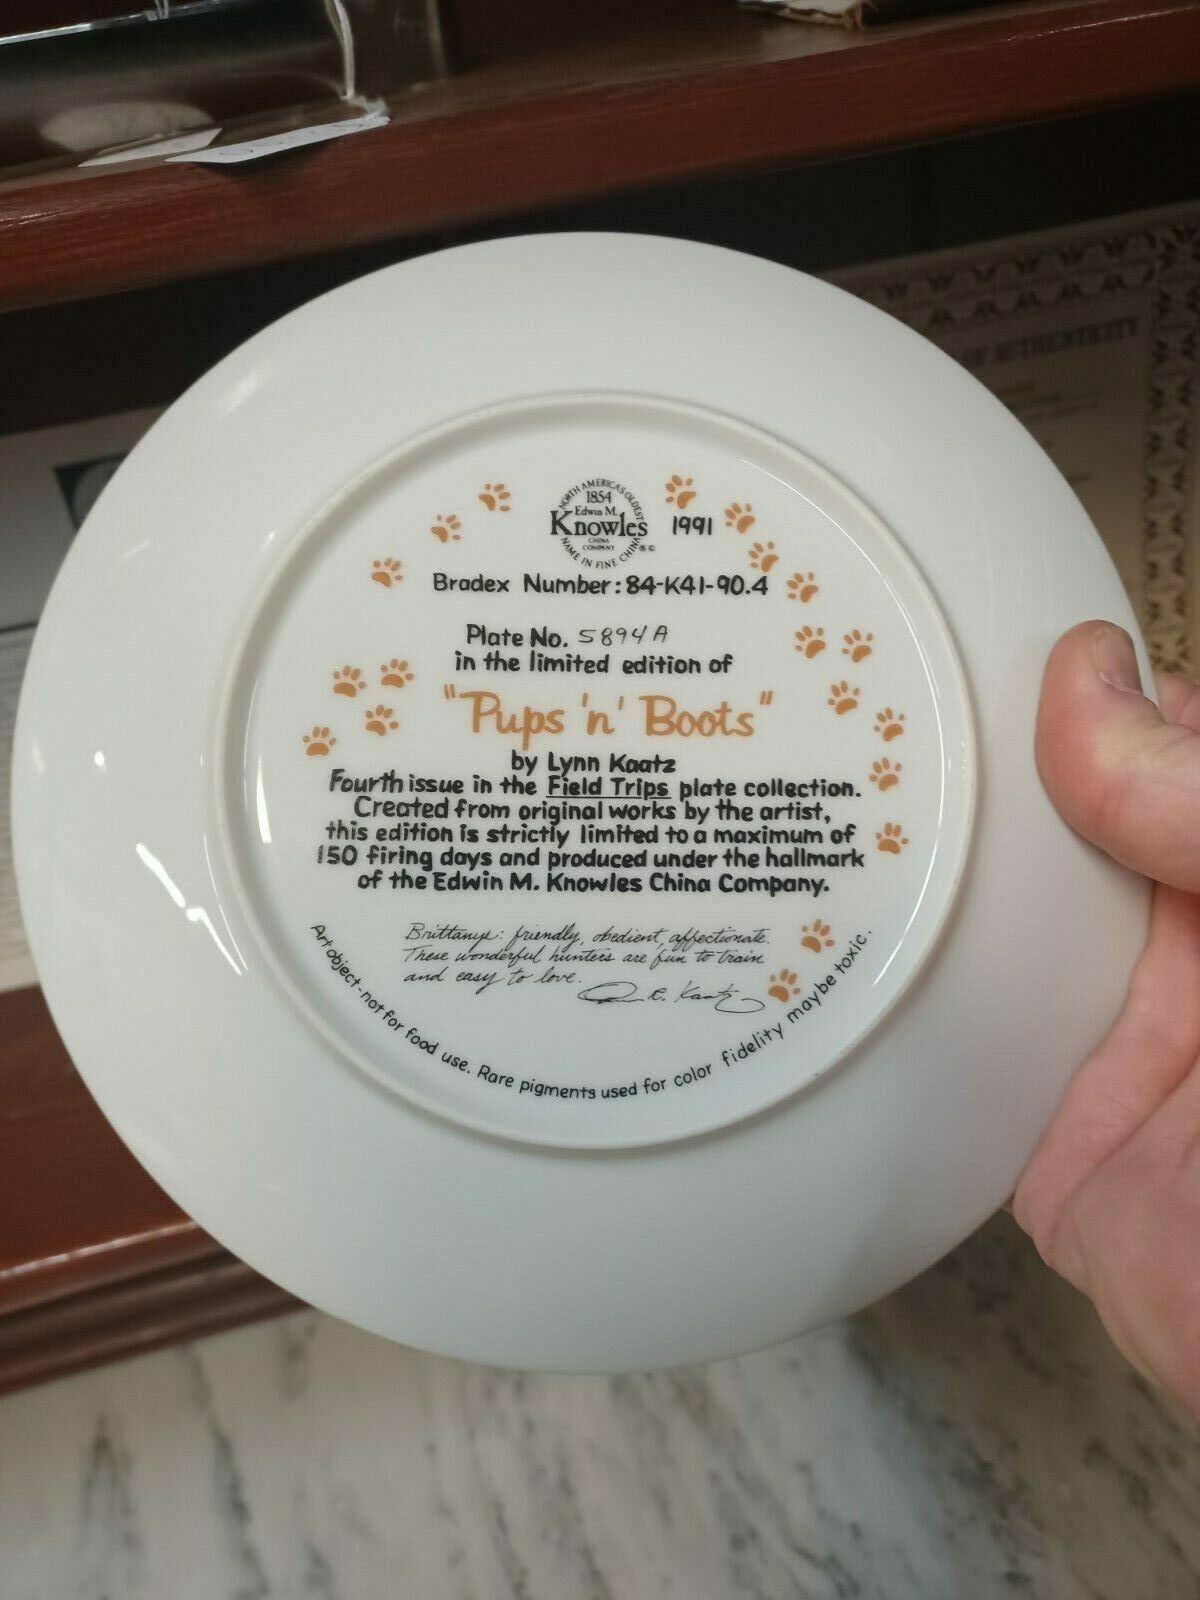 NORTH AMERICA'S OLDEST
1854
Edwin M.
Knowles
CHINA
COMPANY
NAME IN FINE CHINA
®©
1991
Bradex Number: 84-K41-90.4
Plate No. 5894A
in the limited edition of
"Pups 'n' Boots"
by Lynn Kaatz
Fourth issue in the Field Trips plate collection.
Created from original works by the artist,
this edition is strictly limited to a maximum of
150 firing days and produced under the hallmark
of the Edwin M. Knowles China Company.
Brittanys: friendly, obedient, affectionate.
These wonderful hunters are fun to train
and easy to love.
Kaatz
Art object-not for food use. Rare pigments used for color fidelity may be toxic.
OF AUTHENTICITY